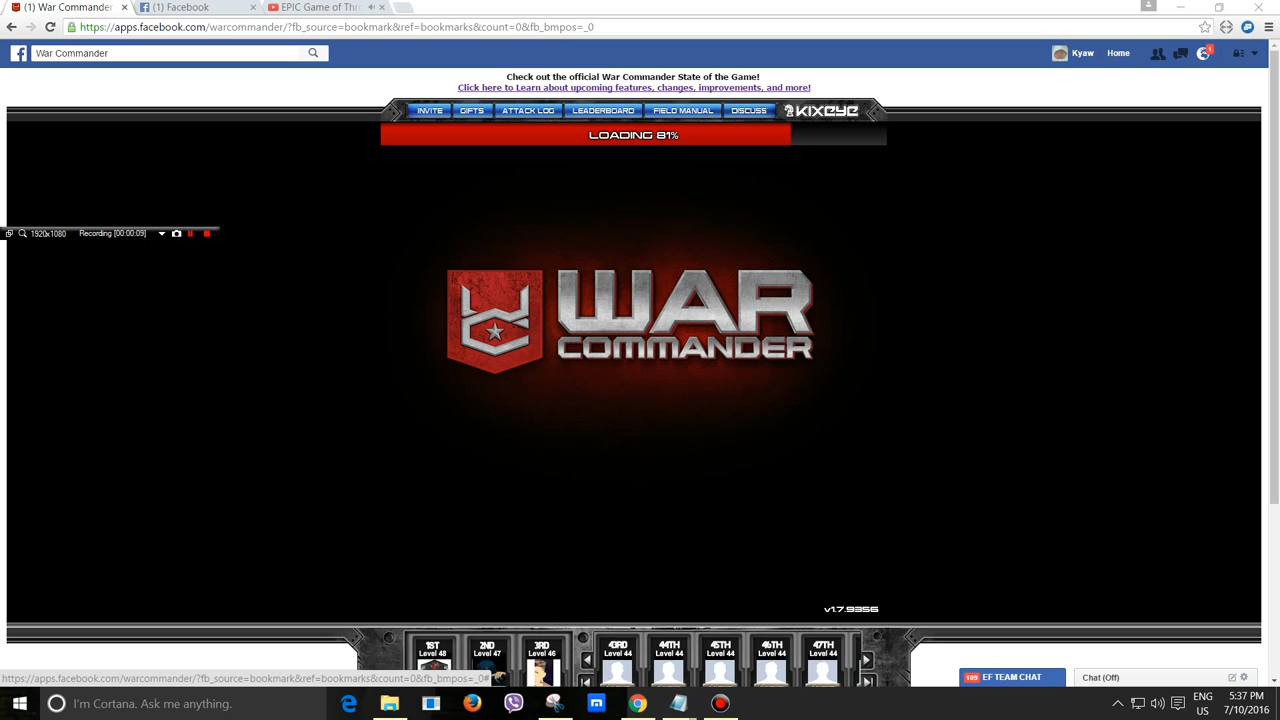 (1) War Commander
(1) Facebook
EPIC Game of Thr
https://apps.facebook.com/warcommander/?fb_source=bookmark&ref=bookmarks&count=0&fb_bmpos=_0
War Commander
Kyaw
Home
1
Check out the official War Commander State of the Game!
Click here to Learn about upcoming features, changes, improvements, and more!
INVITE
GIFTS
ATTACK LOG
LEADERBOARD
FIELD MANUAL
DISCUSS
KIXEYE
LOADING 81%
1920x1080
Recording [00:00:09]
WAR
COMMANDER
v1.7.9356
1ST
Level 48
2ND
Level 47
3RD
Level 46
43RD
Level 44
44TH
Level 44
45TH
Level 44
46TH
Level 44
47TH
Level 44
https://apps.facebook.com/warcommander/?fb_source=bookmark&ref=bookmarks&count=0&fb_bmpos=_0#
109
EF TEAM CHAT
Chat (Off)
I'm Cortana. Ask me anything.
ENG
US
5:37 PM
7/10/2016